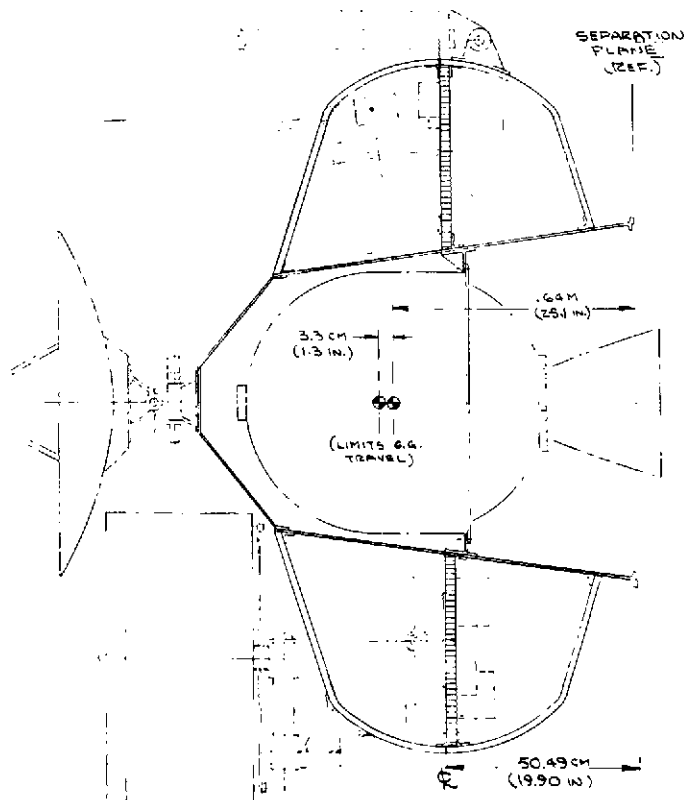 SEPARATION
PLANE
(REF.)
.64 M
(25.1 IN.)
3.3 CM
(1.3 IN.)
(LIMITS C.G.
TRAVEL)
50.49 CM
(19.90 IN)